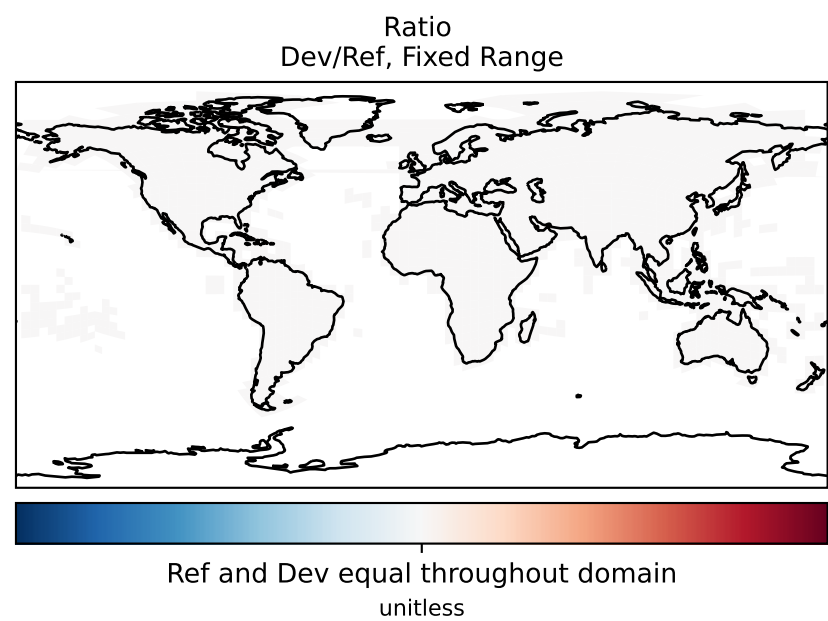 Ratio
Dev/Ref, Fixed Range
Ref and Dev equal throughout domain
unitless